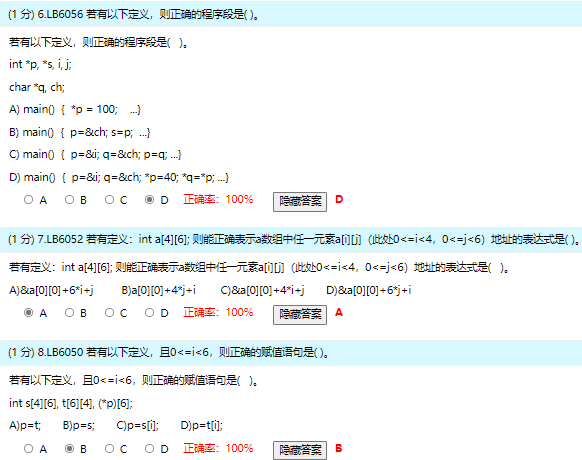 (1 分) 6.LB6056 若有以下定义，则正确的程序段是( )。
若有以下定义，则正确的程序段是(   )。
int *p, *s, i, j;
char *q, ch;
A) main()  {  *p = 100;    ...}
B) main()  {  p=&ch; s=p;  ...}
C) main()  {  p=&i; q=&ch; p=q; ...}
D) main()  {  p=&i; q=&ch; *p=40; *q=*p; ...}
A B C D 正确率：100% 隐藏答案 D
(1 分) 7.LB6052 若有定义：int a[4][6]; 则能正确表示a数组中任一元素a[i][j]（此处0<=i<4，0<=j<6）地址的表达式是( )。
若有定义：int a[4][6]; 则能正确表示a数组中任一元素a[i][j]（此处0<=i<4，0<=j<6）地址的表达式是(   )。
A)&a[0][0]+6*i+j B)a[0][0]+4*j+i C)&a[0][0]+4*i+j D)&a[0][0]+6*j+i
A B C D 正确率：100% 隐藏答案 A
(1 分) 8.LB6050 若有以下定义，且0<=i<6，则正确的赋值语句是( )。
若有以下定义，且0<=i<6，则正确的赋值语句是(   )。
int s[4][6], t[6][4], (*p)[6];
A)p=t; B)p=s; C)p=s[i]; D)p=t[i];
A B C D 正确率：100% 隐藏答案 B